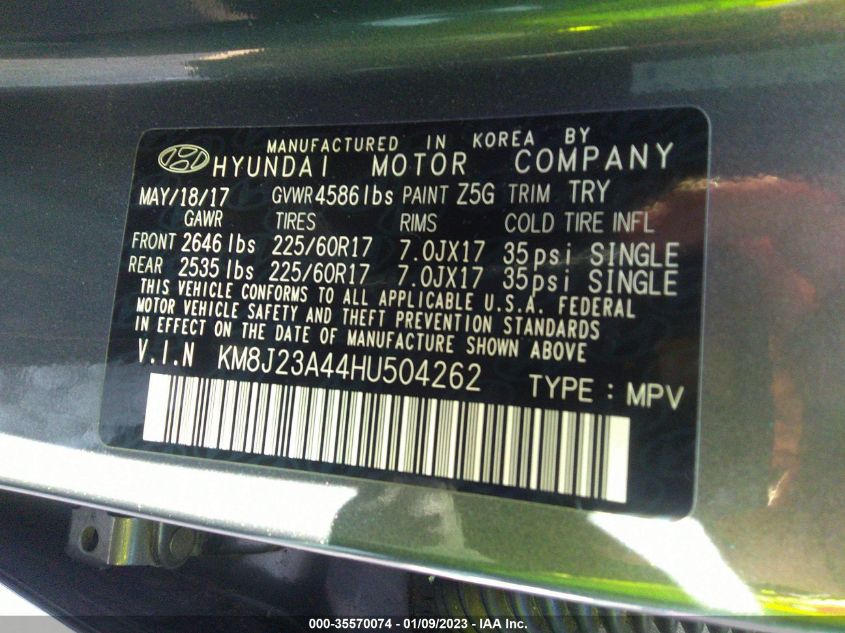 MANUFACTURED IN KOREA BY
HYUNDAI MOTOR COMPANY
MAY/18/17 GVWR 4586 lbs PAINT Z5G TRIM TRY
GAWR TIRES RIMS COLD TIRE INFL
FRONT 2646 lbs 225/60R17 7.0JX17 35psi SINGLE
REAR 2535 lbs 225/60R17 7.0JX17 35psi SINGLE
THIS VEHICLE CONFORMS TO ALL APPLICABLE U.S.A. FEDERAL
MOTOR VEHICLE SAFETY AND THEFT PREVENTION STANDARDS
IN EFFECT ON THE DATE OF MANUFACTURE SHOWN ABOVE
V.I.N KM8J23A44HU504262 TYPE : MPV
000-35570074 - 01/09/2023 - IAA Inc.